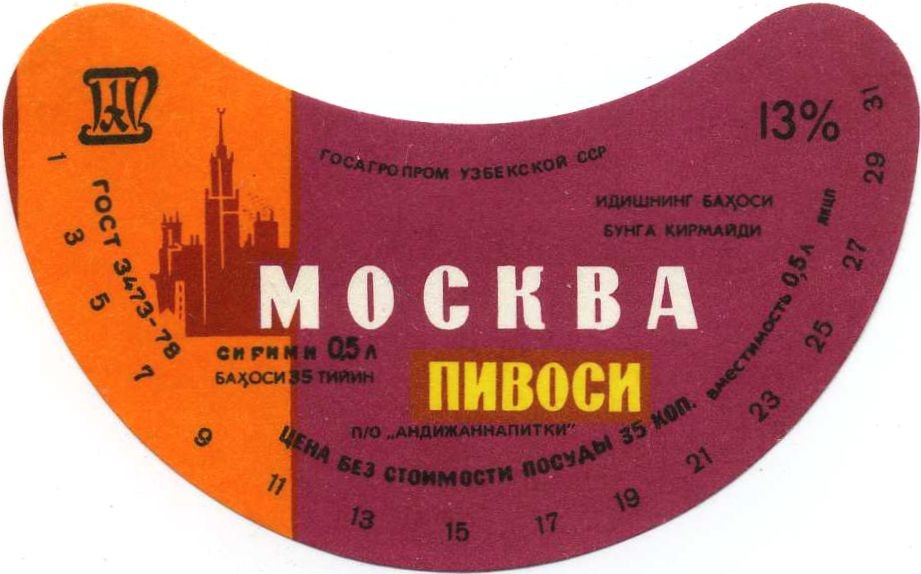 13%
ГОСАГРОПРОМ УЗБЕКСКОЙ ССР
ИДИШНИНГ БАҲОСИ
БУНГА КИРМАЙДИ
ГОСТ 3473-78
МОСКВА
ПИВОСИ
СИҒИМИ 0,5 Л
БАҲОСИ 35 ТИЙИН
П/О „АНДИЖАННАПИТКИ"
ЦЕНА БЕЗ СТОИМОСТИ ПОСУДЫ 35 КОП. ВМЕСТИМОСТЬ 0,5 Л
1 3 5 7 9 11 13 15 17 19 21 23 25 27 29 31